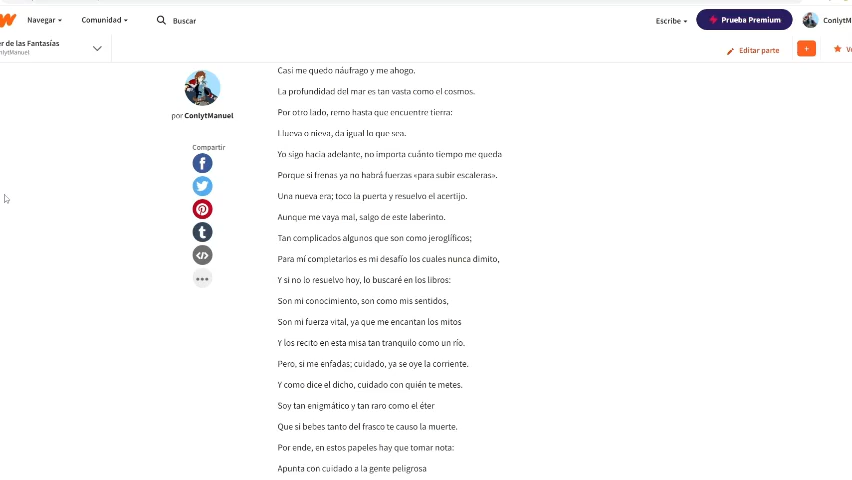 Navegar
Comunidad
Buscar
Escribe
Prueba Premium
ConlytM
er de las Fantasías
nlytManuel
Editar parte
por ConlytManuel
Compartir
Casi me quedo náufrago y me ahogo.
La profundidad del mar es tan vasta como el cosmos.
Por otro lado, remo hasta que encuentre tierra:
Llueva o nieva, da igual lo que sea.
Yo sigo hacia adelante, no importa cuánto tiempo me queda
Porque si frenas ya no habrá fuerzas «para subir escaleras».
Una nueva era; toco la puerta y resuelvo el acertijo.
Aunque me vaya mal, salgo de este laberinto.
Tan complicados algunos que son como jeroglíficos;
Para mí completarlos es mi desafío los cuales nunca dimito,
Y si no lo resuelvo hoy, lo buscaré en los libros:
Son mi conocimiento, son como mis sentidos,
Son mi fuerza vital, ya que me encantan los mitos
Y los recito en esta misa tan tranquilo como un río.
Pero, si me enfadas; cuidado, ya se oye la corriente.
Y como dice el dicho, cuidado con quién te metes.
Soy tan enigmático y tan raro como el éter
Que si bebes tanto del frasco te causo la muerte.
Por ende, en estos papeles hay que tomar nota:
Apunta con cuidado a la gente peligrosa